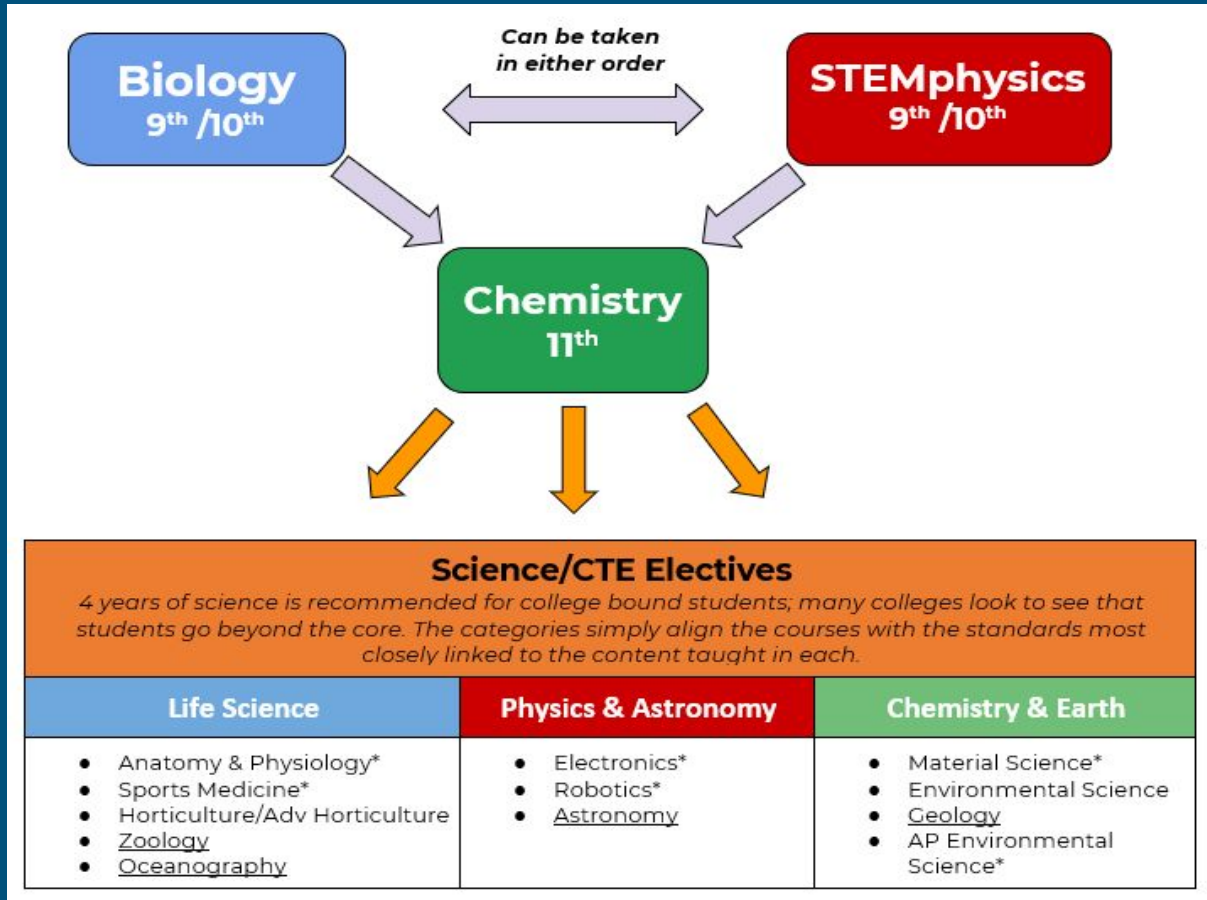 Biology
9th /10th
Can be taken
in either order
STEMphysics
9th /10th
Chemistry
11th
Science/CTE Electives
4 years of science is recommended for college bound students; many colleges look to see that
students go beyond the core. The categories simply align the courses with the standards most
closely linked to the content taught in each.
Life Science
● Anatomy & Physiology*
● Sports Medicine*
● Horticulture/Adv Horticulture
● Zoology
● Oceanography
Physics & Astronomy
● Electronics*
● Robotics*
● Astronomy
Chemistry & Earth
● Material Science*
● Environmental Science
● Geology
● AP Environmental
Science*